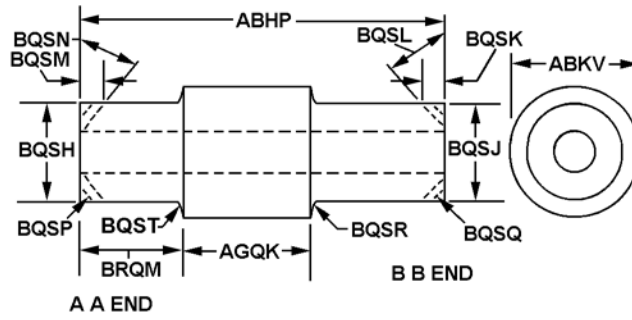 ABHP
BQSN
BQSL
BQSM
BQSK
ABKV
BQSH
BQSJ
BQSP
BQST
BQSR
BQSQ
AGQK
BRQM
B B END
A A END